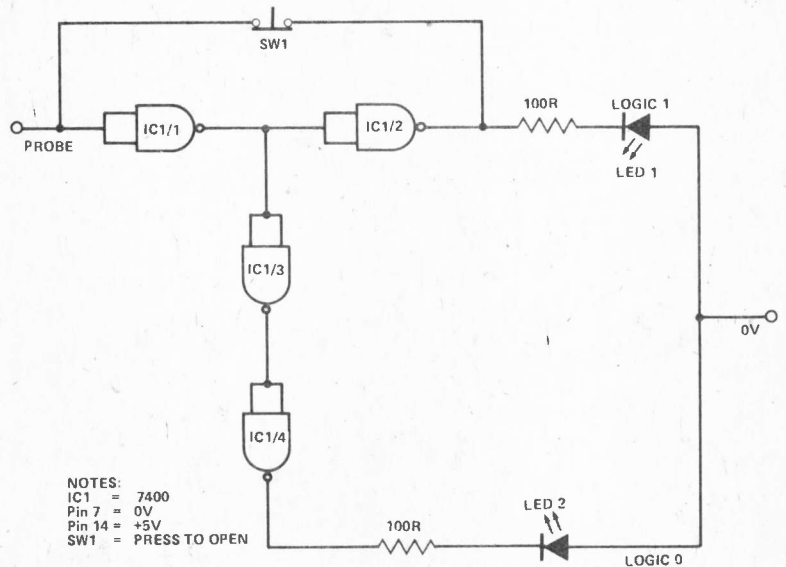 SW1
100R
LOGIC 1
IC1/1
IC1/2
PROBE
LED 1
IC1/3
0V
IC1/4
NOTES:
IC1 = 7400
Pin 7 = 0V
Pin 14 = +5V
SW1 = PRESS TO OPEN
LED 2
100R
LOGIC 0